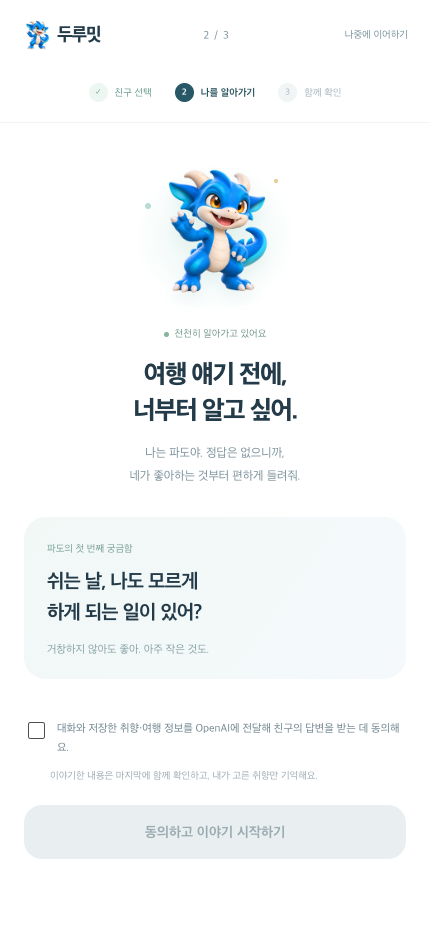 두루밋
2 / 3
나중에 이어하기
✓ 친구 선택
2 나를 알아가기
3 함께 확인
천천히 알아가고 있어요
여행 얘기 전에,
너부터 알고 싶어.
나는 파도야. 정답은 없으니까,
네가 좋아하는 것부터 편하게 들려줘.
파도의 첫 번째 궁금함
쉬는 날, 나도 모르게
하게 되는 일이 있어?
거창하지 않아도 좋아. 아주 작은 것도.
대화와 저장한 취향·여행 정보를 OpenAI에 전달해 친구의 답변을 받는 데 동의해
요.
이야기한 내용은 마지막에 함께 확인하고, 내가 고른 취향만 기억해요.
동의하고 이야기 시작하기